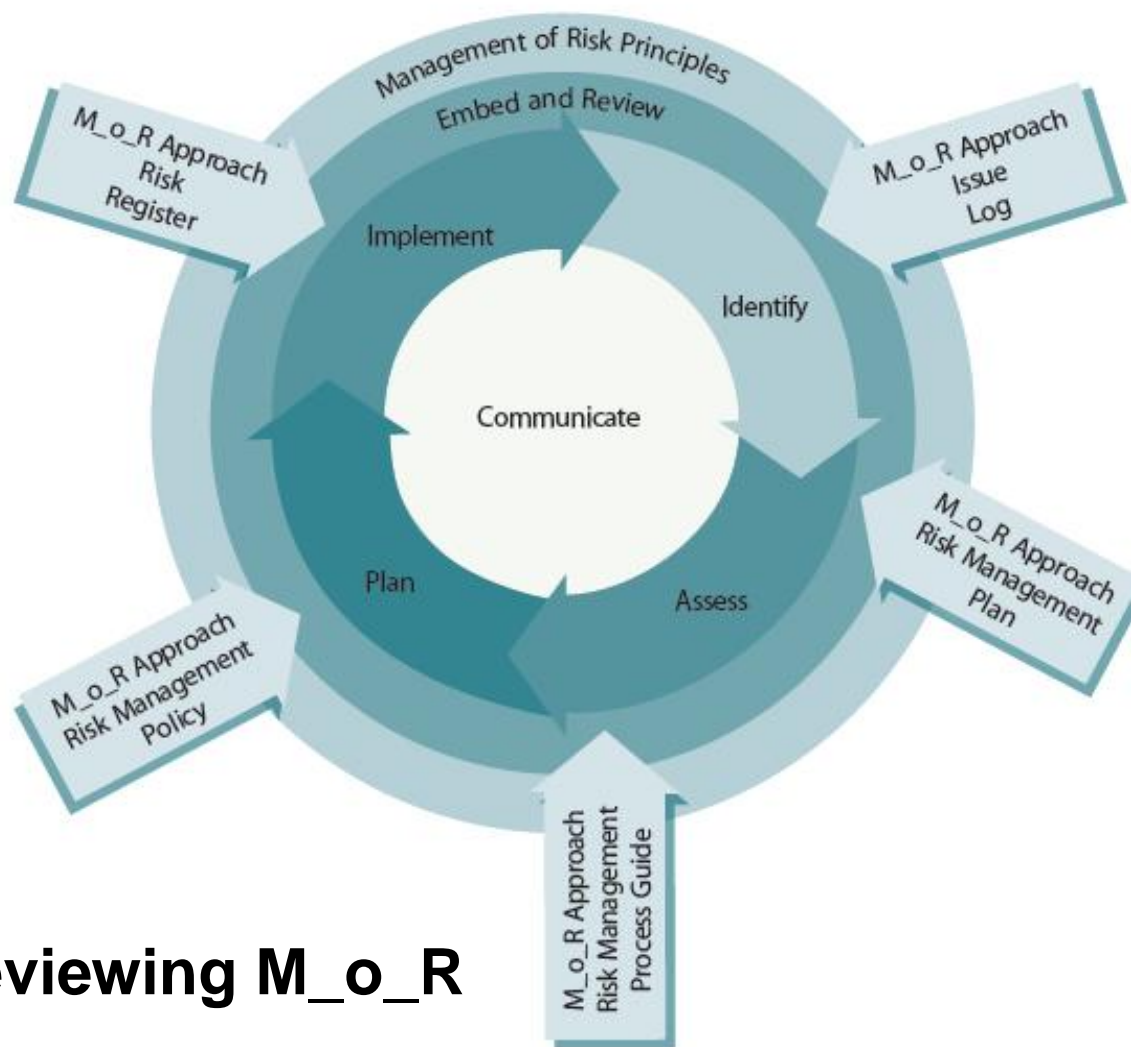 Management of Risk Principles
Embed and Review
M_o_R Approach
Risk
Register
M_o_R Approach
Issue
Log
Implement
Identify
Communicate
M_o_R Approach
Risk Management
Plan
Plan
Assess
M_o_R Approach
Risk Management
Policy
M_o_R Approach
Risk Management
Process Guide
eviewing M_o_R